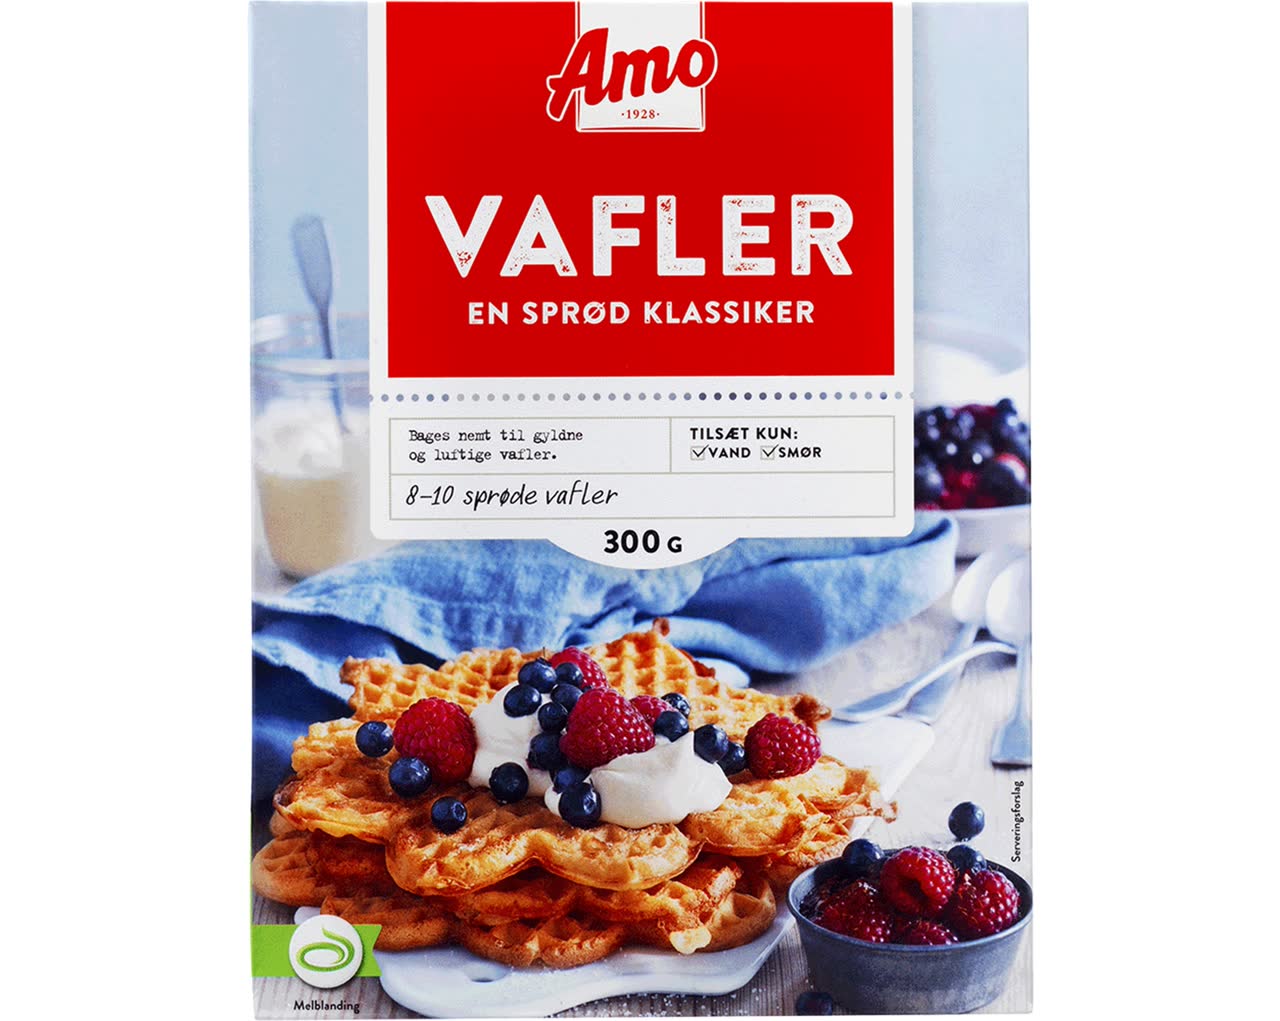 Amo
·1928·
VAFLER
EN SPRØD KLASSIKER
Bages nemt til gyldne
og luftige vafler.
TILSÆT KUN:
VAND SMØR
8–10 sprøde vafler
300 G
Serveringsforslag
Melblanding